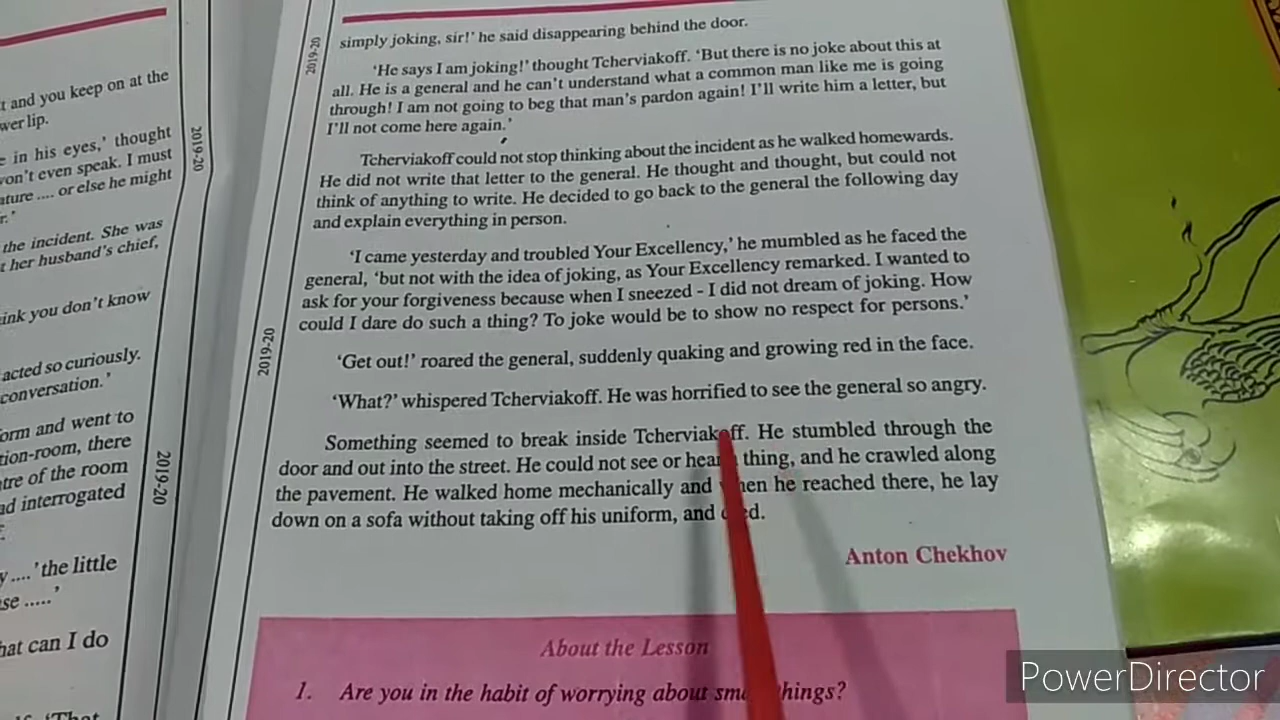 t and you keep on at the
wer lip.
e in his eyes,' thought
von't even speak. I must
ature .... or else he might
r.'
the incident. She was
t her husband's chief,
ink you don't know
acted so curiously.
conversation.'
orm and went to
tion-room, there
tre of the room
ad interrogated
y ....' the little
se .....'
hat can I do
'That
2019-20
2019-20
2019-20
2019-20
simply joking, sir!' he said disappearing behind the door.
'He says I am joking!' thought Tcherviakoff. 'But there is no joke about this at
all. He is a general and he can't understand what a common man like me is going
through! I am not going to beg that man's pardon again! I'll write him a letter, but
I'll not come here again.'
Tcherviakoff could not stop thinking about the incident as he walked homewards.
He did not write that letter to the general. He thought and thought, but could not
think of anything to write. He decided to go back to the general the following day
and explain everything in person.
'I came yesterday and troubled Your Excellency,' he mumbled as he faced the
general, 'but not with the idea of joking, as Your Excellency remarked. I wanted to
ask for your forgiveness because when I sneezed - I did not dream of joking. How
could I dare do such a thing? To joke would be to show no respect for persons.'
'Get out!' roared the general, suddenly quaking and growing red in the face.
'What?' whispered Tcherviakoff. He was horrified to see the general so angry.
Something seemed to break inside Tcherviakoff. He stumbled through the
door and out into the street. He could not see or hear thing, and he crawled along
the pavement. He walked home mechanically and when he reached there, he lay
down on a sofa without taking off his uniform, and died.
Anton Chekhov
About the Lesson
1. Are you in the habit of worrying about small things?
PowerDirector